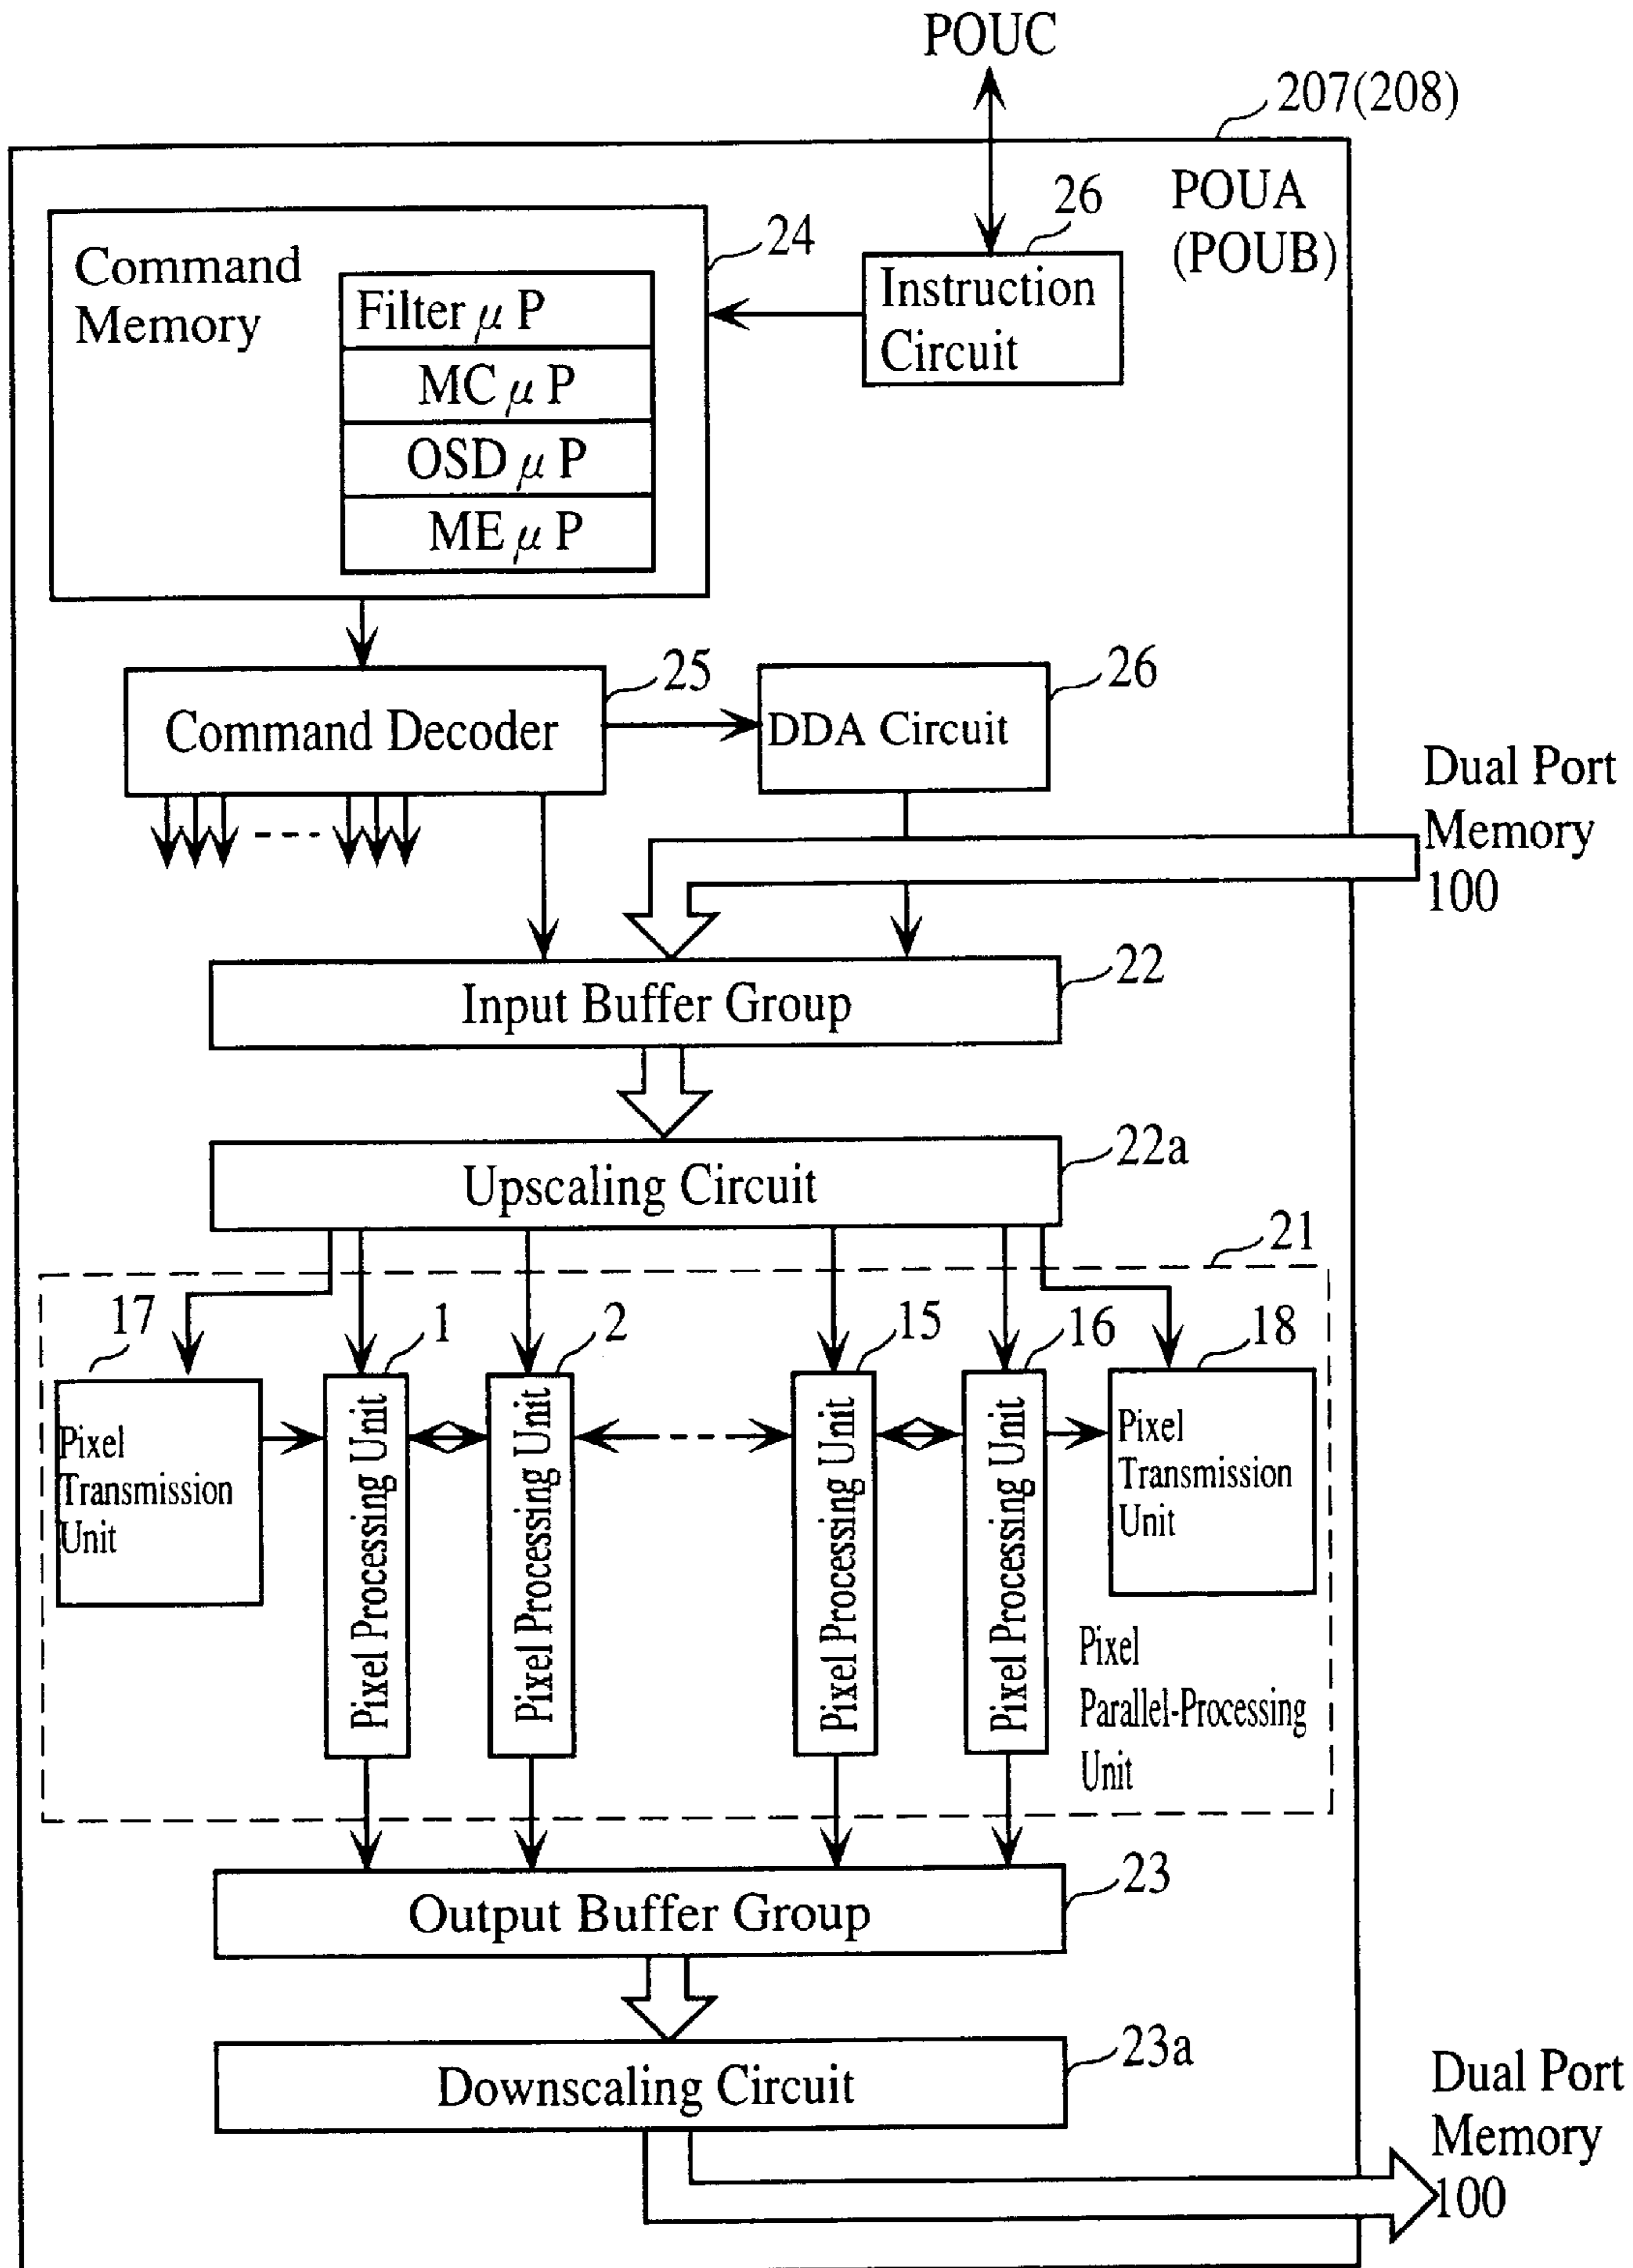 POUC
207(208)
POUA
(POUB)
Command
Memory
24
Filter μ P
MC μ P
OSD μ P
ME μ P
26
Instruction
Circuit
25
Command Decoder
26
DDA Circuit
Dual Port
Memory
100
22
Input Buffer Group
22a
Upscaling Circuit
21
17
1
2
15
16
18
Pixel
Transmission
Unit
Pixel Processing Unit
Pixel Processing Unit
Pixel Processing Unit
Pixel Processing Unit
Pixel
Transmission
Unit
Pixel
Parallel-Processing
Unit
23
Output Buffer Group
23a
Downscaling Circuit
Dual Port
Memory
100